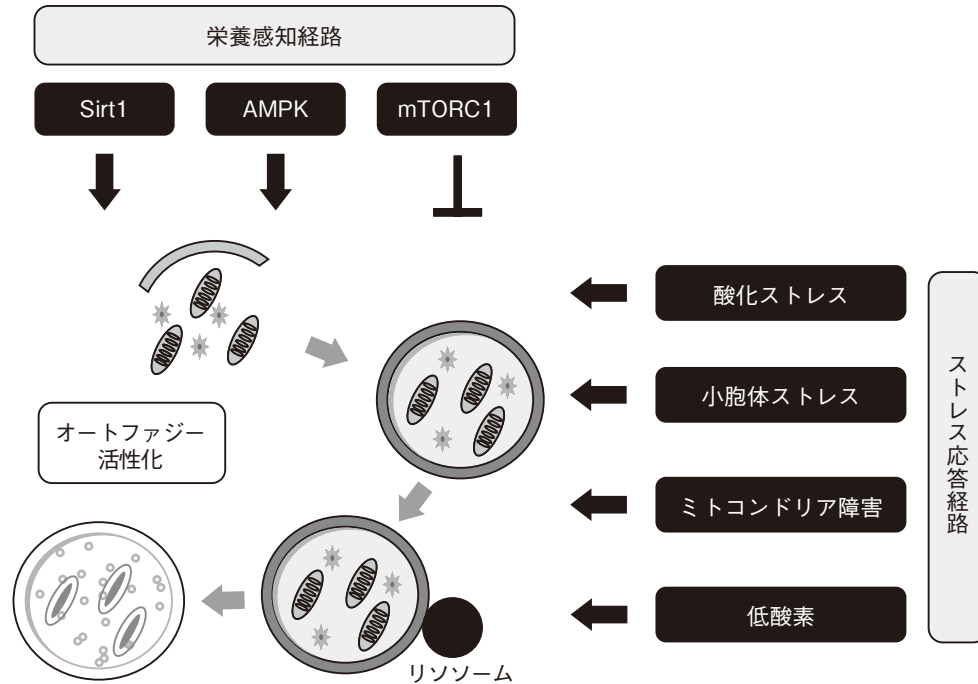 栄養感知経路
Sirt1
AMPK
mTORC1
酸化ストレス
小胞体ストレス
ミトコンドリア障害
低酸素
ストレス応答経路
オートファジー
活性化
リソソーム